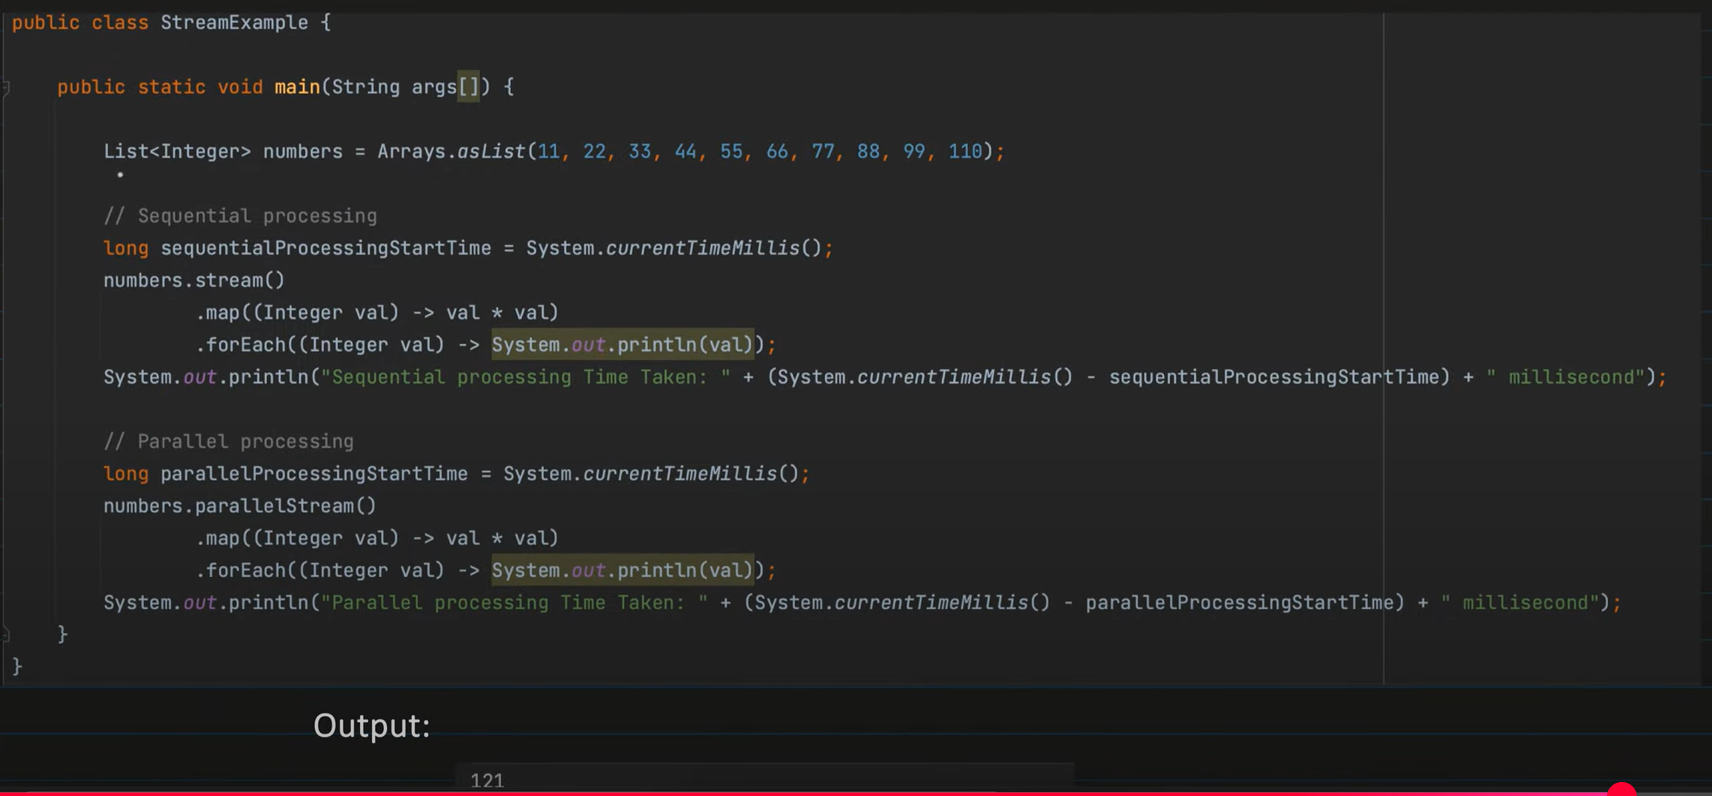 public class StreamExample {
public static void main(String args[]) {
List<Integer> numbers = Arrays.asList(11, 22, 33, 44, 55, 66, 77, 88, 99, 110);
// Sequential processing
long sequentialProcessingStartTime = System.currentTimeMillis();
numbers.stream()
.map((Integer val) -> val * val)
.forEach((Integer val) -> System.out.println(val));
System.out.println("Sequential processing Time Taken: " + (System.currentTimeMillis() - sequentialProcessingStartTime) + " millisecond");
// Parallel processing
long parallelProcessingStartTime = System.currentTimeMillis();
numbers.parallelStream()
.map((Integer val) -> val * val)
.forEach((Integer val) -> System.out.println(val));
System.out.println("Parallel processing Time Taken: " + (System.currentTimeMillis() - parallelProcessingStartTime) + " millisecond");
}
}
Output:
121